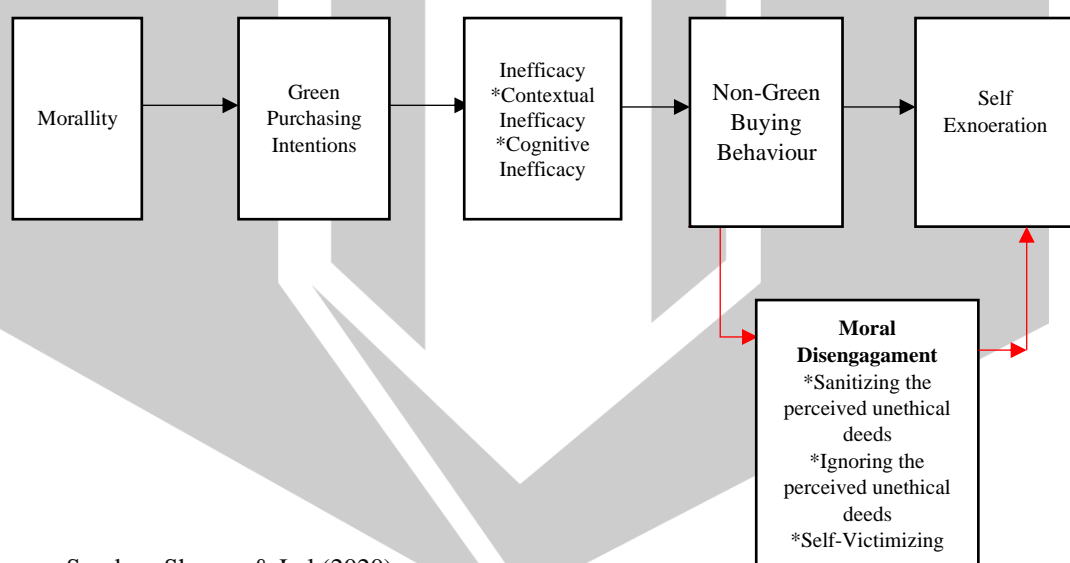 Morallity
Green
Purchasing
Intentions
Inefficacy
*Contextual
Inefficacy
*Cognitive
Inefficacy
Non-Green
Buying
Behaviour
Self
Exnoeration
Moral
Disengagament
*Sanitizing the
perceived unethical
deeds
*Ignoring the
perceived unethical
deeds
*Self-Victimizing
(2020)